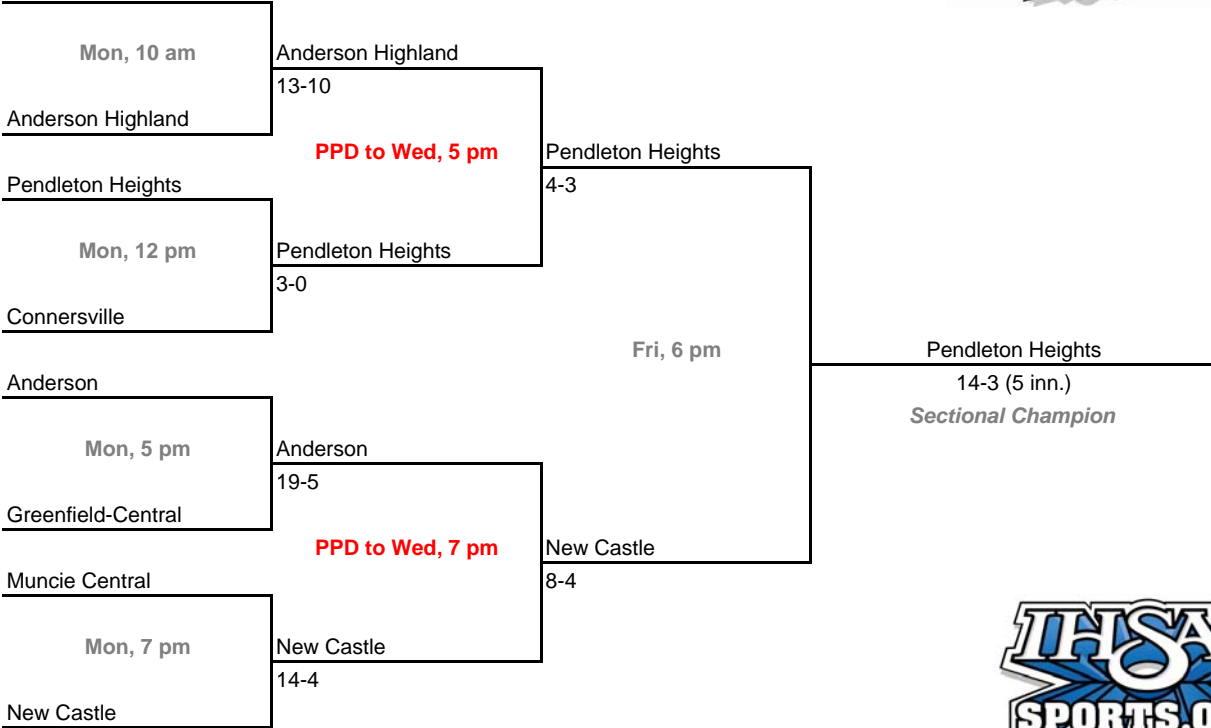 Mon, 10 am
Anderson Highland
13-10
Anderson Highland
PPD to Wed, 5 pm
Pendleton Heights
Pendleton Heights
4-3
Mon, 12 pm
Pendleton Heights
3-0
Connersville
Fri, 6 pm
Pendleton Heights
Anderson
14-3 (5 inn.)
Sectional Champion
Mon, 5 pm
Anderson
19-5
Greenfield-Central
PPD to Wed, 7 pm
New Castle
Muncie Central
8-4
Mon, 7 pm
New Castle
14-4
New Castle
IHSA
SPORTS.O